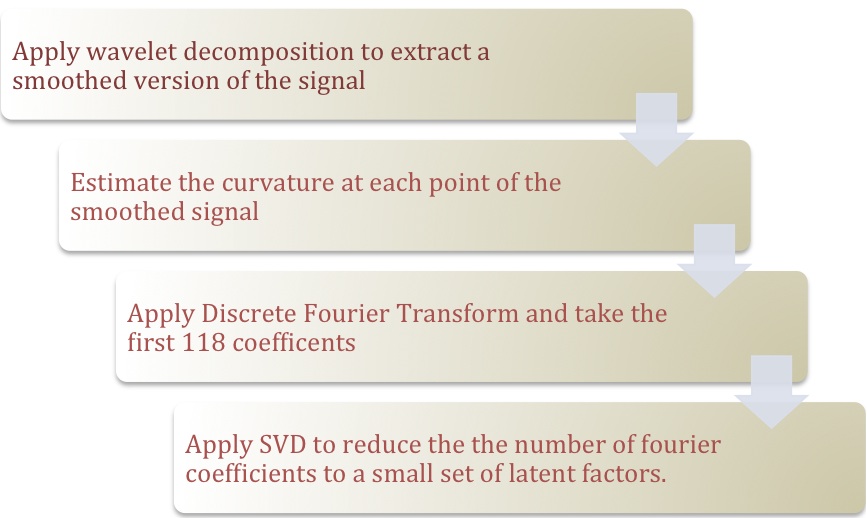 Apply wavelet decomposition to extract a
smoothed version of the signal
Estimate the curvature at each point of the
smoothed signal
Apply Discrete Fourier Transform and take the
first 118 coefficents
Apply SVD to reduce the the number of fourier
coefficients to a small set of latent factors.